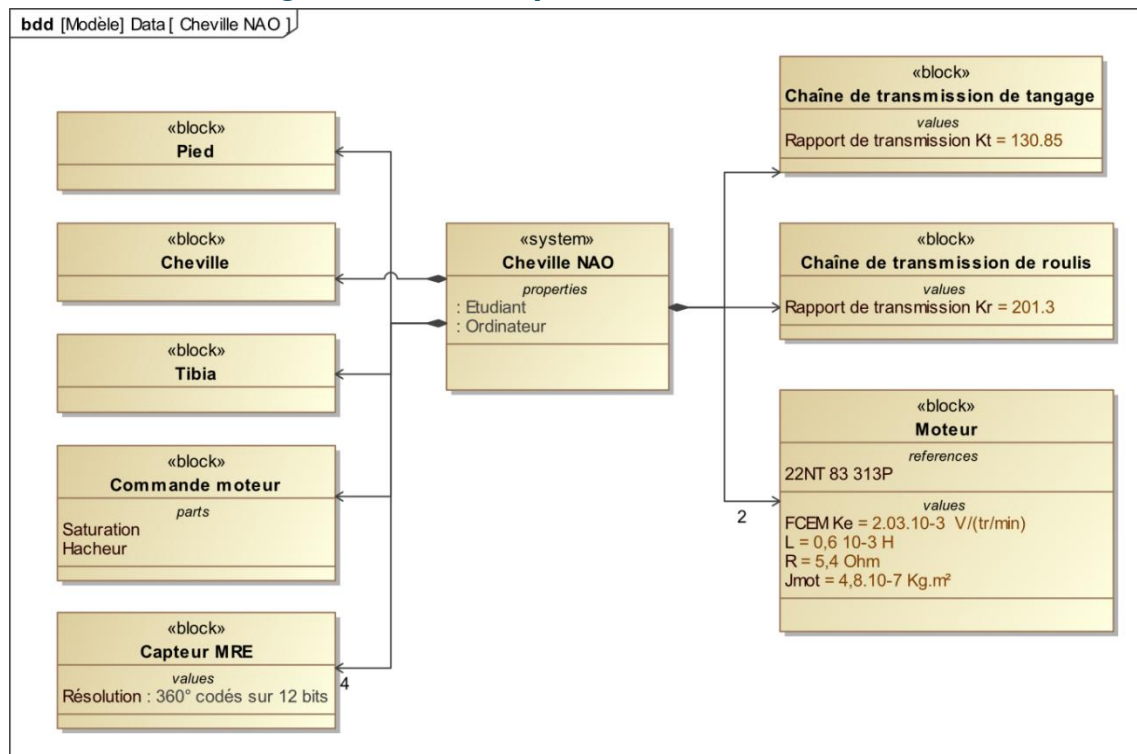 bdd [Modèle] Data [ Cheville NAO ]
«block»
Pied
«block»
Cheville
«block»
Tibia
«block»
Commande moteur
parts
Saturation
Hacheur
«block»
Capteur MRE
values
Résolution : 360° codés sur 12 bits
4
«system»
Cheville NAO
properties
: Etudiant
: Ordinateur
«block»
Chaîne de transmission de tangage
values
Rapport de transmission Kt = 130.85
«block»
Chaîne de transmission de roulis
values
Rapport de transmission Kr = 201.3
«block»
Moteur
references
22NT 83 313P
values
FCEM Ke = 2.03.10-3 V/(tr/min)
L = 0,6 10-3 H
R = 5,4 Ohm
Jmot = 4,8.10-7 Kg.m²
2